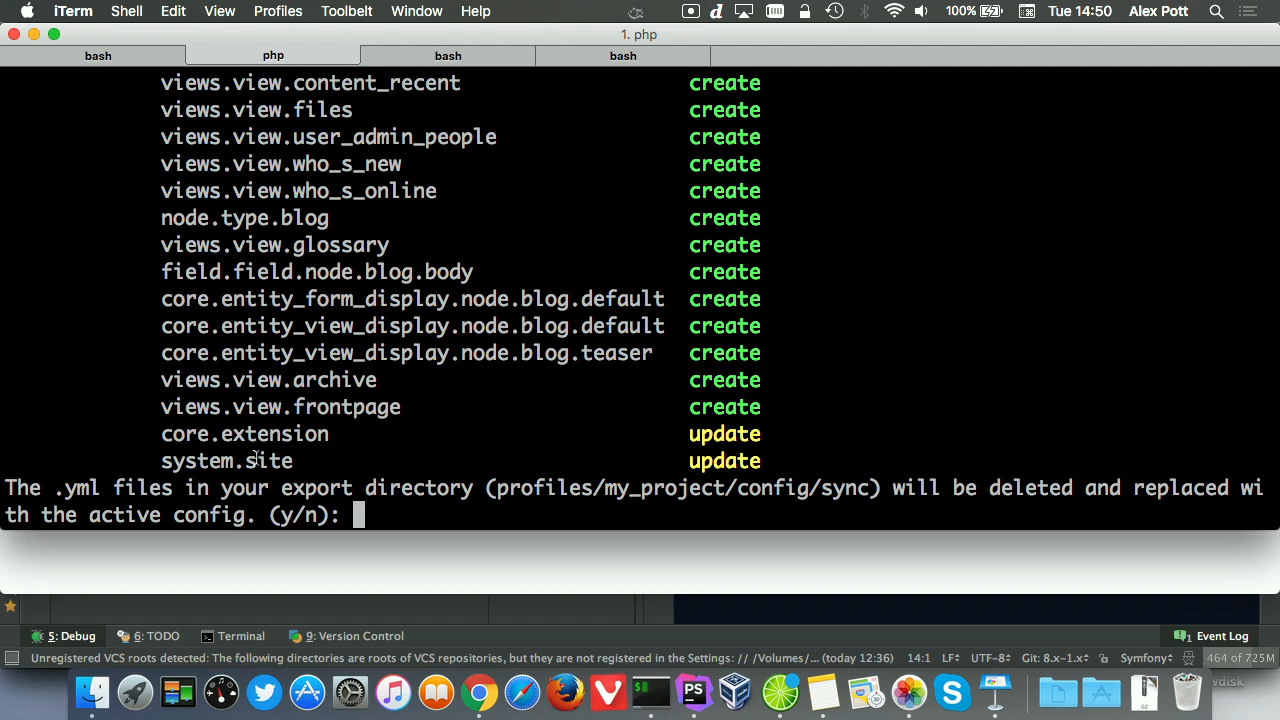 iTerm Shell Edit View Profiles Toolbelt Window Help 100% Tue 14:50 Alex Pott
1. php
bash php bash bash
views.view.content_recent create
views.view.files create
views.view.user_admin_people create
views.view.who_s_new create
views.view.who_s_online create
node.type.blog create
views.view.glossary create
field.field.node.blog.body create
core.entity_form_display.node.blog.default create
core.entity_view_display.node.blog.default create
core.entity_view_display.node.blog.teaser create
views.view.archive create
views.view.frontpage create
core.extension update
system.site update
The .yml files in your export directory (profiles/my_project/config/sync) will be deleted and replaced wi
th the active config. (y/n):
5: Debug 6: TODO Terminal 9: Version Control 1 Event Log
Unregistered VCS roots detected: The following directories are roots of VCS repositories, but they are not registered in the Settings: // /Volumes/... (today 12:36) 14:1 LF÷ UTF-8÷ Git: 8.x-1.x÷ Symfony÷ 464 of 725M
PS